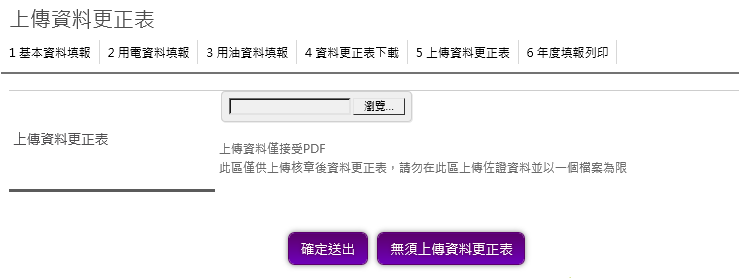 上傳資料更正表
1 基本資料填報 2 用電資料填報 3 用油資料填報 4 資料更正表下載 5 上傳資料更正表 6 年度填報列印
瀏覽...
上傳資料更正表
上傳資料僅接受PDF
此區僅供上傳核章後資料更正表，請勿在此區上傳佐證資料並以一個檔案為限
確定送出 無須上傳資料更正表